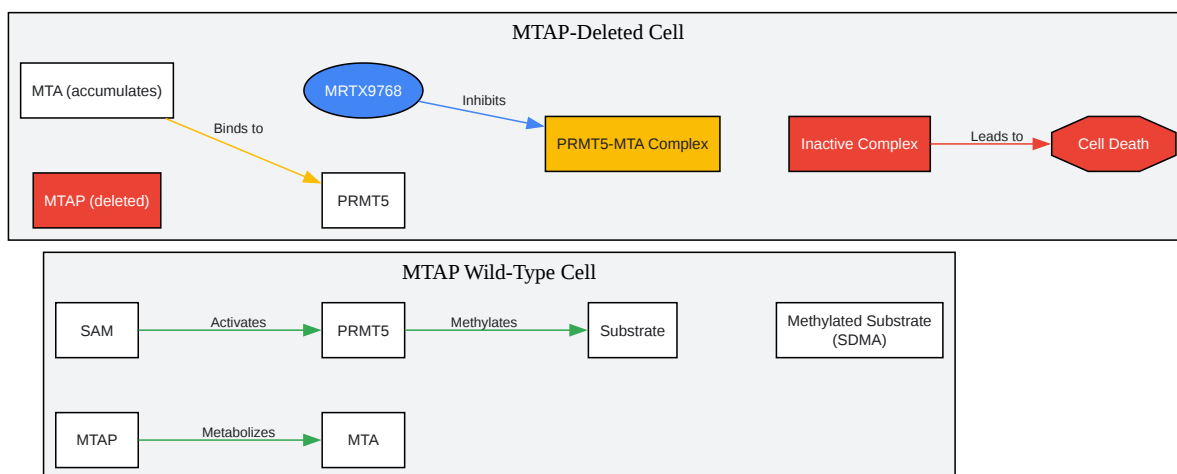 MTAP-Deleted Cell
MTA (accumulates)
MRTX9768
Inhibits
Binds to
PRMT5-MTA Complex
Inactive Complex
Leads to
Cell Death
MTAP (deleted)
PRMT5
MTAP Wild-Type Cell
SAM
Activates
PRMT5
Methylates
Substrate
Methylated Substrate
(SDMA)
MTAP
Metabolizes
MTA